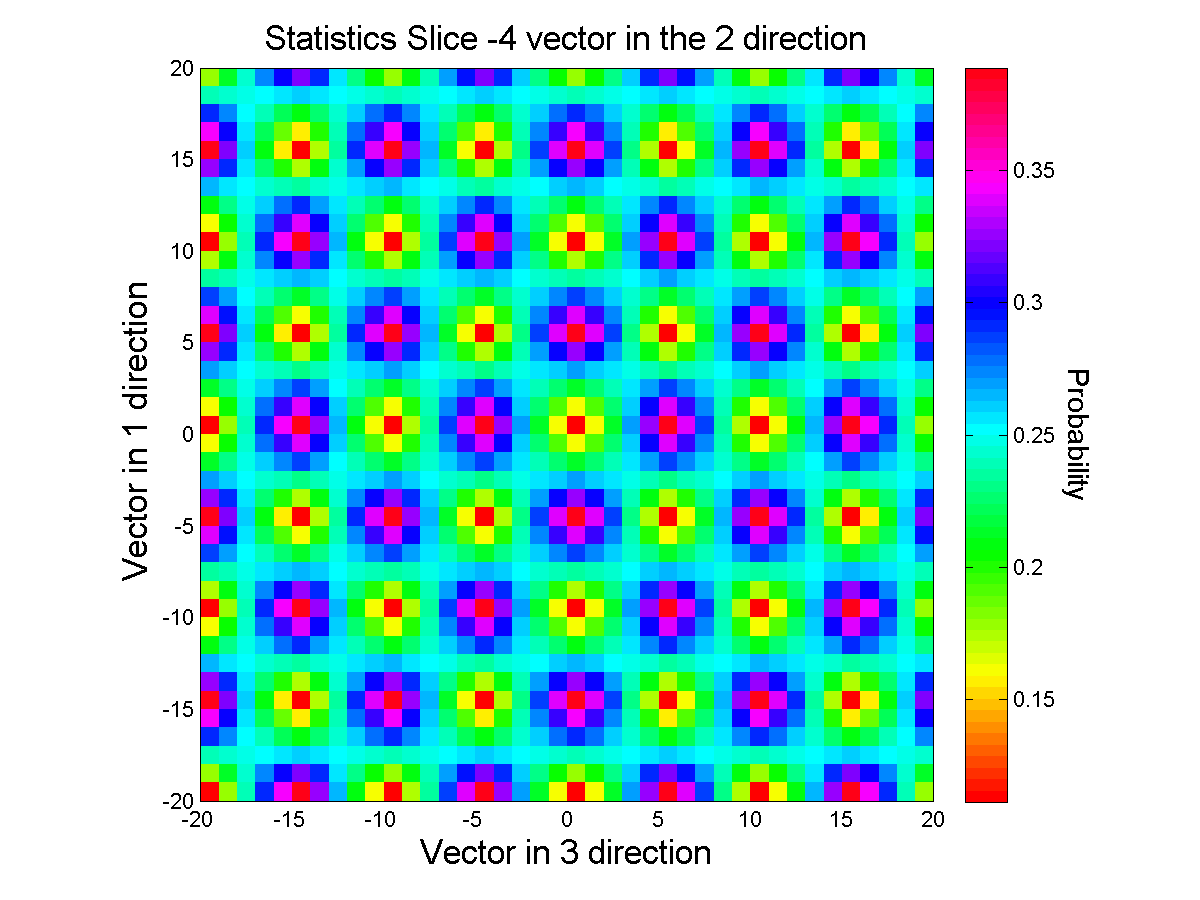 Statistics Slice -4 vector in the 2 direction
20
15
10
5
0
-5
-10
-15
-20
Vector in 1 direction
-20 -15 -10 -5 0 5 10 15 20
Vector in 3 direction
0.35
0.3
0.25
0.2
0.15
Probability